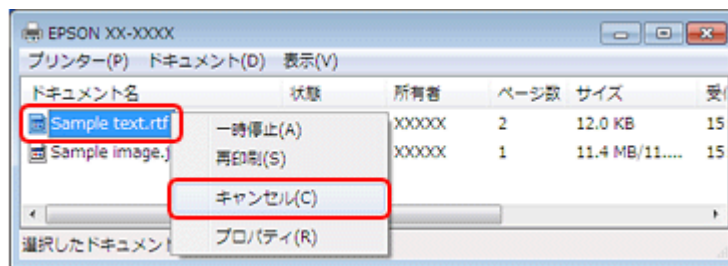 EPSON XX-XXXX
プリンター(P) ドキュメント(D) 表示(V)
ドキュメント名 状態 所有者 ページ数 サイズ 受
Sample text.rtf XXXXX 2 12.0 KB 15
一時停止(A)
Sample image.j XXXXX 1 11.4 MB/11.... 15
再印刷(S)
キャンセル(C)
プロパティ(R)
選択したドキュメント